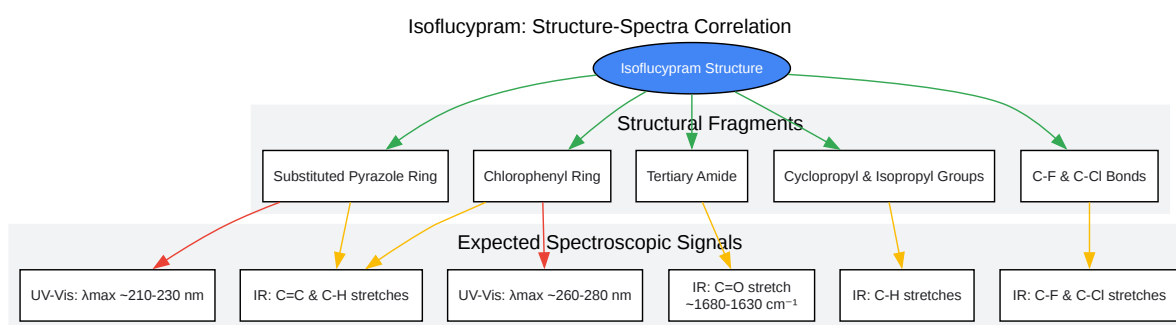 Isoflucypram: Structure-Spectra Correlation
Isoflucypram Structure
Structural Fragments
Substituted Pyrazole Ring
Chlorophenyl Ring
Tertiary Amide
Cyclopropyl & Isopropyl Groups
C-F & C-Cl Bonds
Expected Spectroscopic Signals
UV-Vis: λmax ~210-230 nm
IR: C=C & C-H stretches
UV-Vis: λmax ~260-280 nm
IR: C=O stretch
~1680-1630 cm⁻¹
IR: C-H stretches
IR: C-F & C-Cl stretches